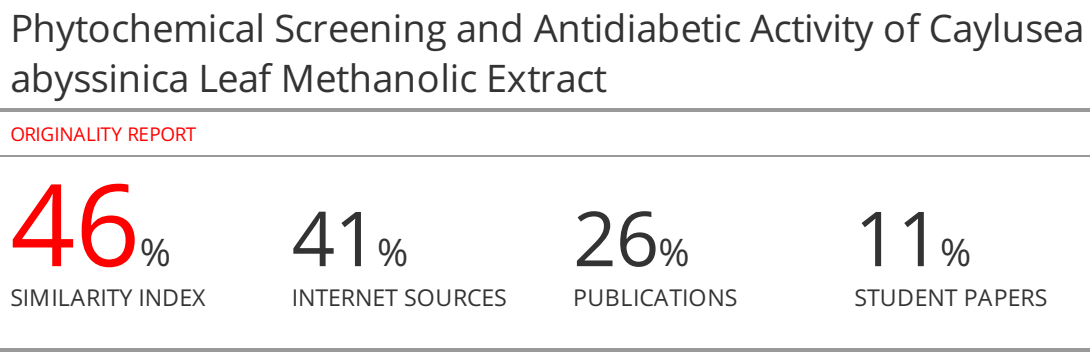 Phytochemical Screening and Antidiabetic Activity of Caylusea
abyssinica Leaf Methanolic Extract
ORIGINALITY REPORT
46% 41% 26% 11%
SIMILARITY INDEX INTERNET SOURCES PUBLICATIONS STUDENT PAPERS